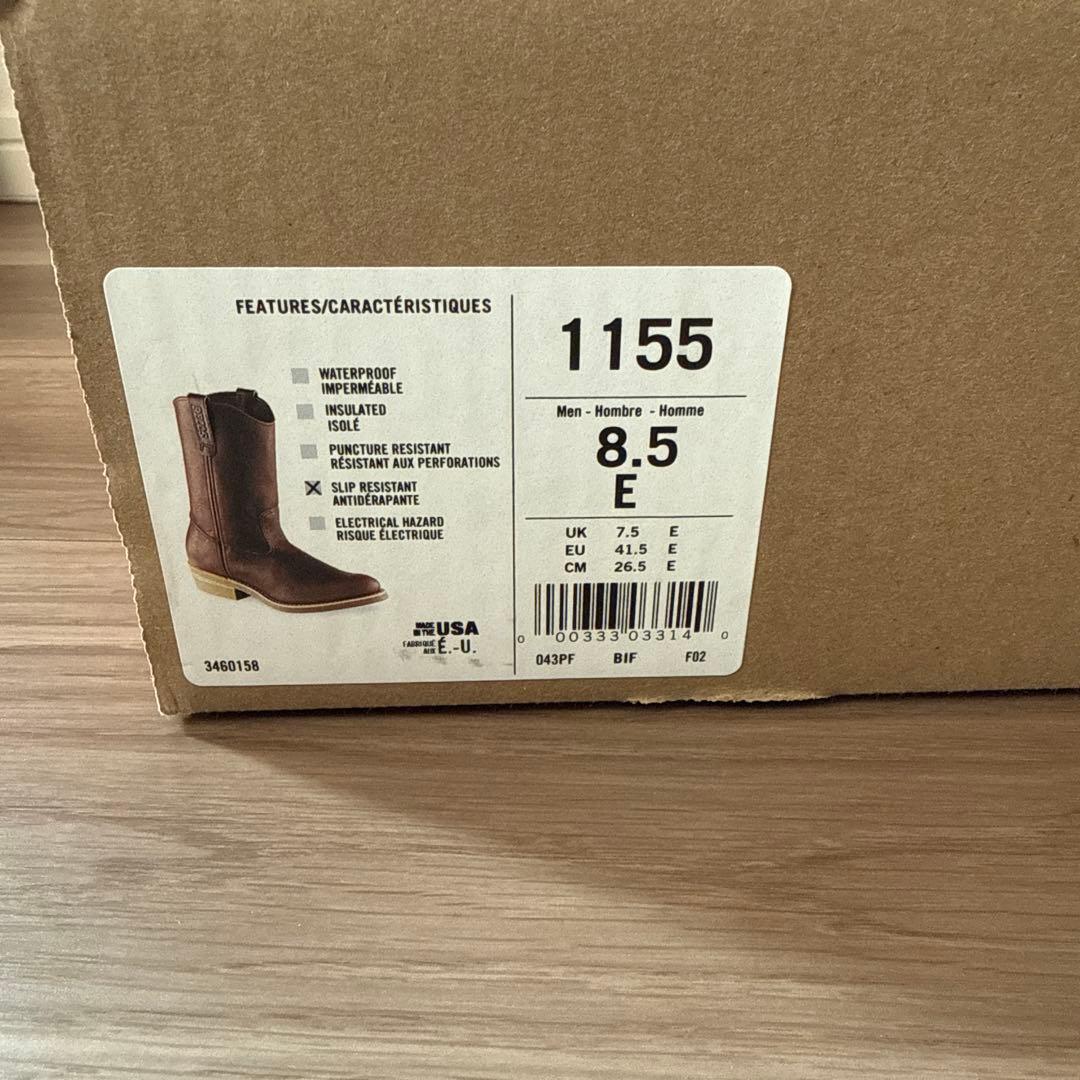 FEATURES/CARACTÉRISTIQUES
WATERPROOF
IMPERMÉABLE
INSULATED
ISOLÉ
PUNCTURE RESISTANT
RÉSISTANT AUX PERFORATIONS
SLIP RESISTANT
ANTIDÉRAPANTE
ELECTRICAL HAZARD
RISQUE ÉLECTRIQUE
MADE IN THE USA
FABRIQUÉ AUX É.-U.
3460158
1155
Men - Hombre - Homme
8.5
E
UK 7.5 E
EU 41.5 E
CM 26.5 E
0 00333 03314 0
043PF BIF F02